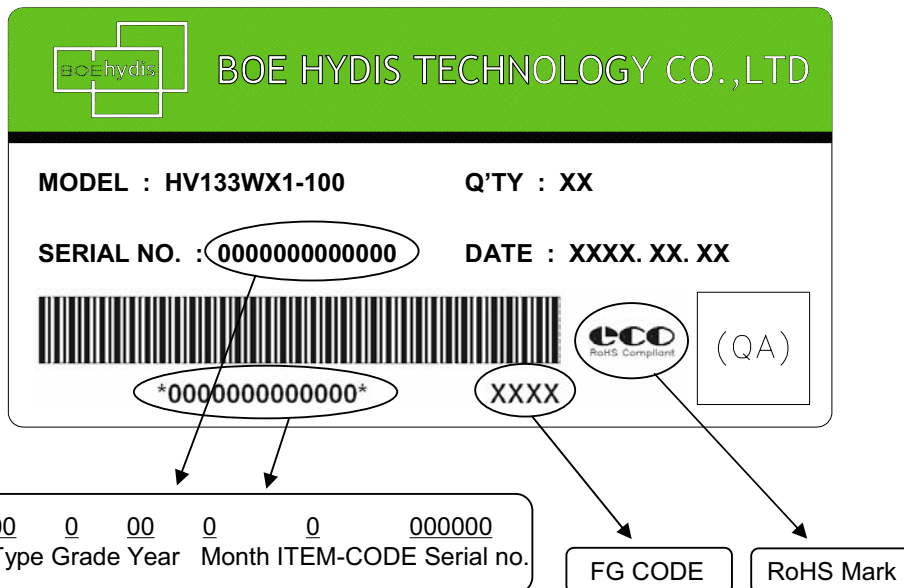 BOEhydis BOE HYDIS TECHNOLOGY CO.,LTD
MODEL : HV133WX1-100 Q'TY : XX
SERIAL NO. : 0000000000000 DATE : XXXX. XX. XX
eco
RoHS Compliant
(QA)
*0000000000000* XXXX
0 00 0 0 000000
Grade Year Month ITEM-CODE Serial no.
FG CODE RoHS Mark